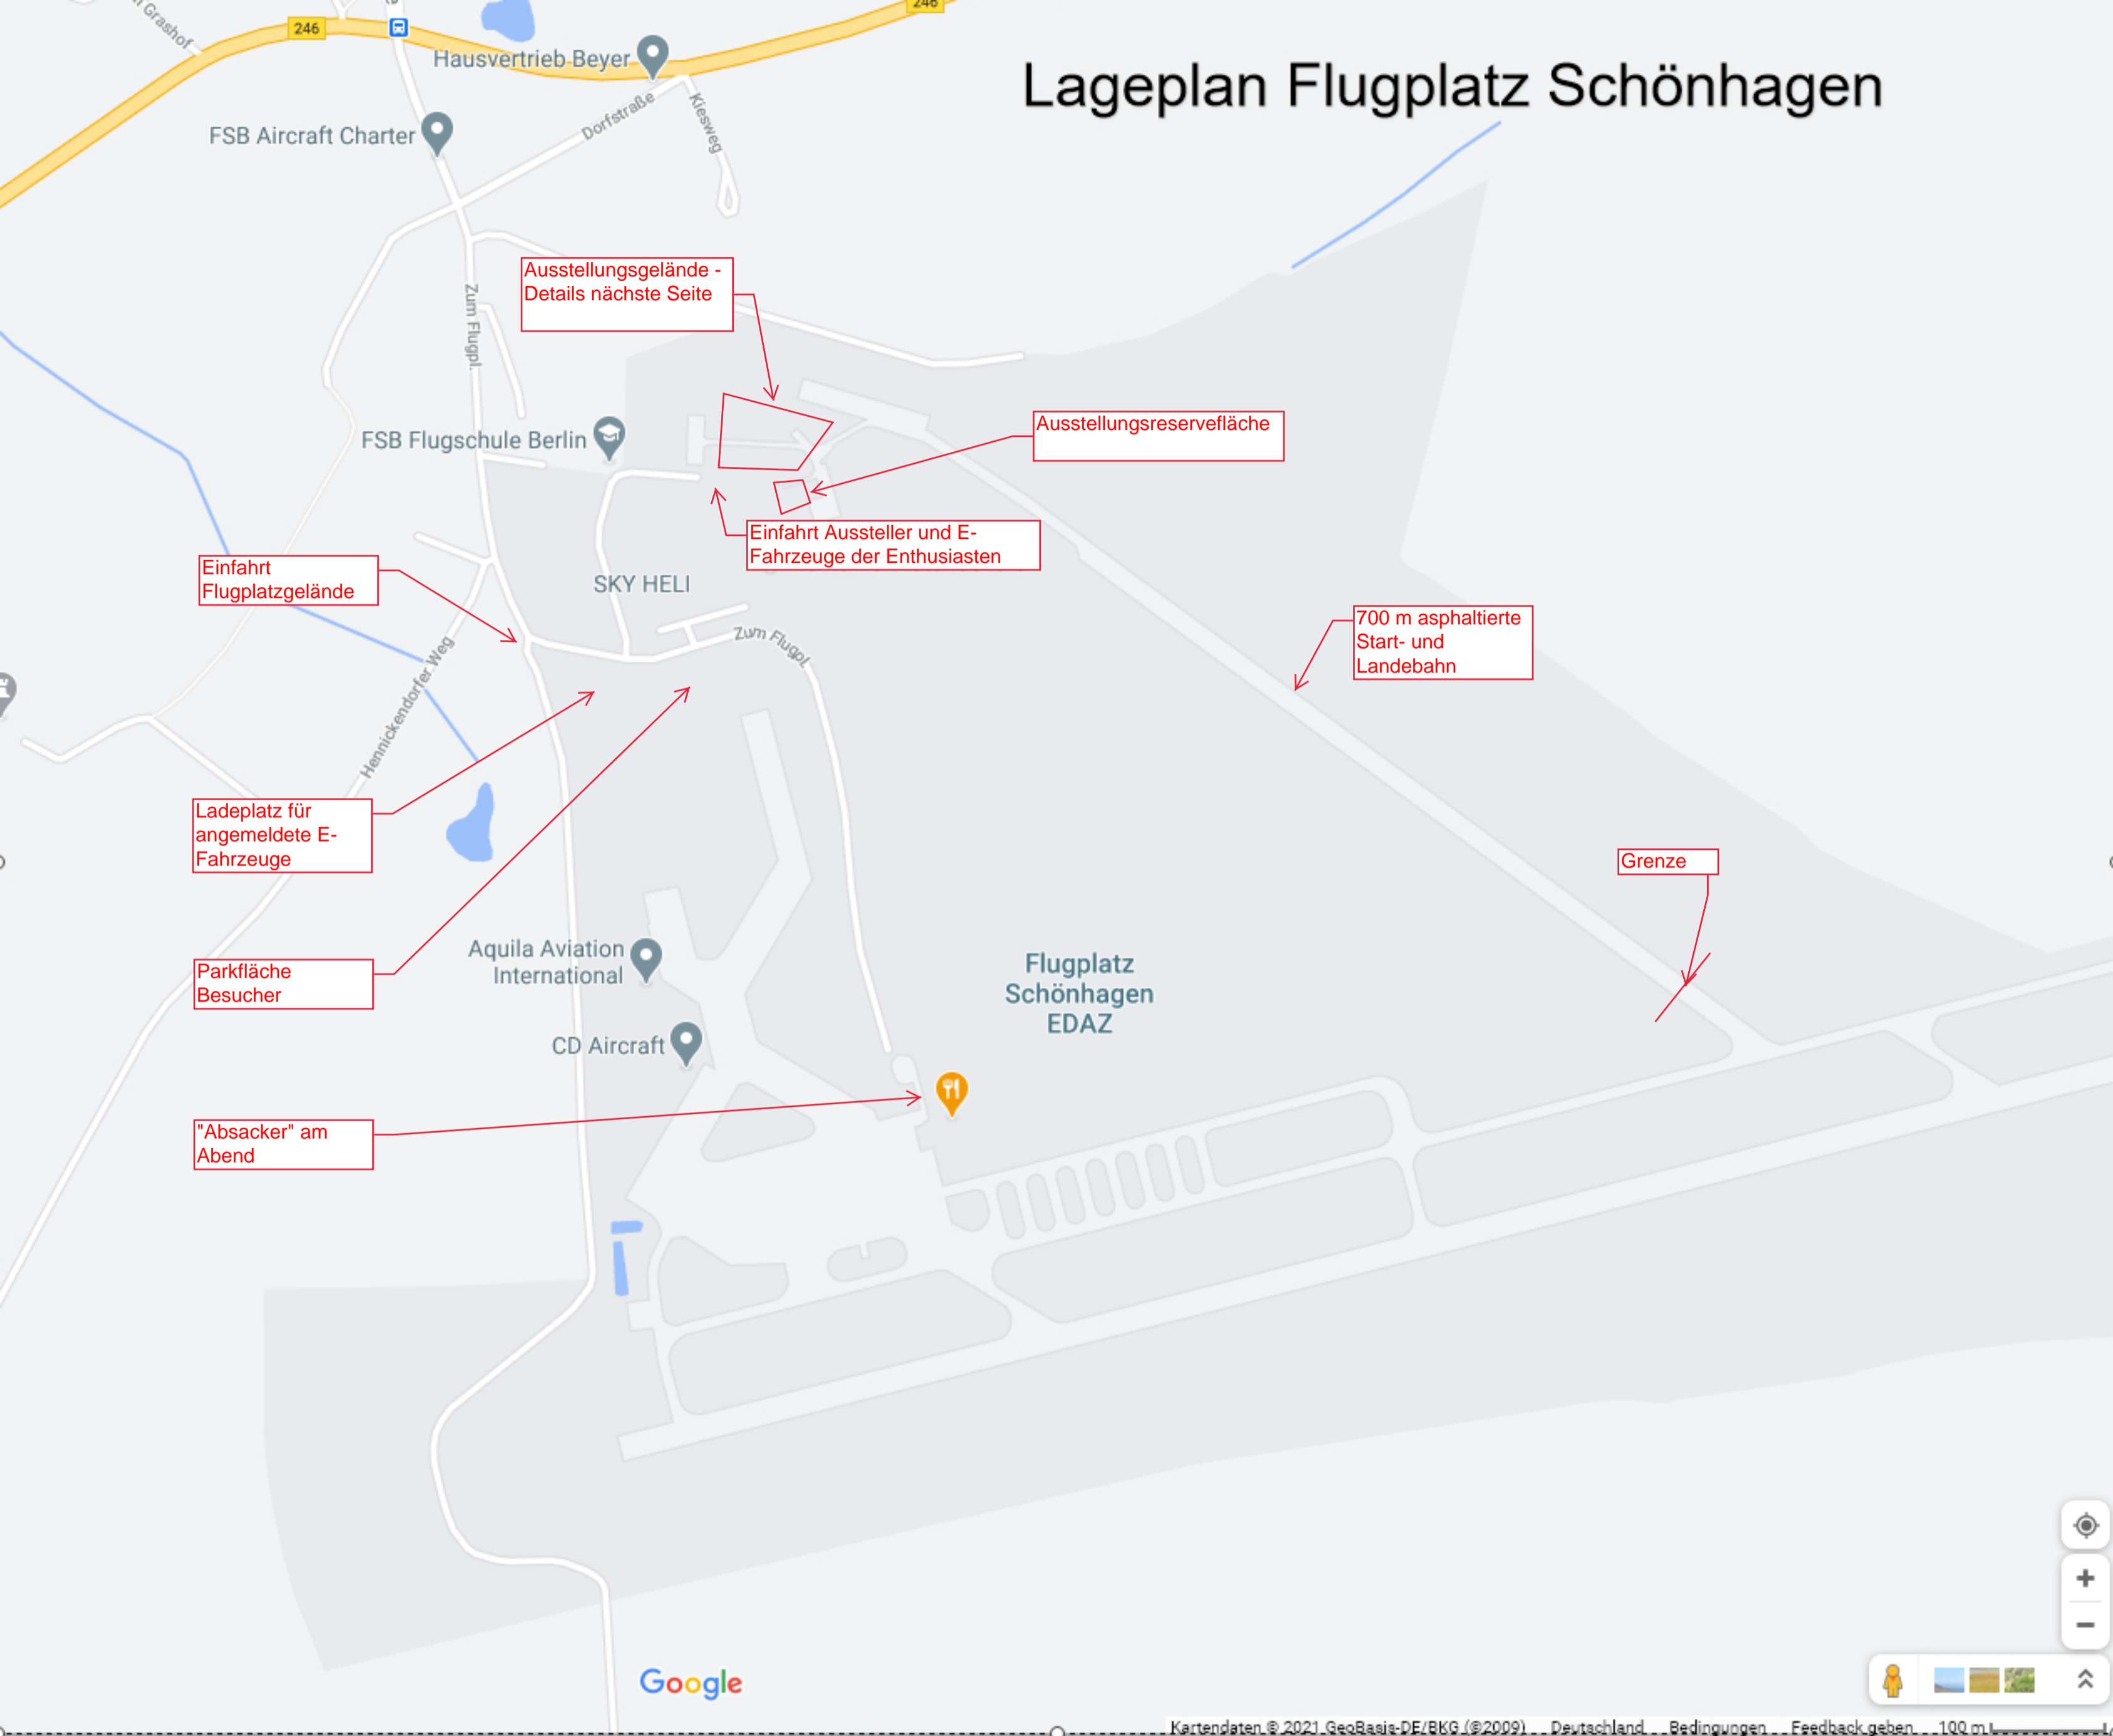 Grashof
246
246
Hausvertrieb Beyer
Lageplan Flugplatz Schönhagen
Dorfstraße
Kiesweg
FSB Aircraft Charter
Ausstellungsgelände -
Details nächste Seite
Zum Flugpl.
Ausstellungsreservefläche
FSB Flugschule Berlin
Einfahrt Aussteller und E-
Fahrzeuge der Enthusiasten
Einfahrt
Flugplatzgelände
SKY HELI
700 m asphaltierte
Start- und
Landebahn
Zum Flugpl.
Hennickendorfer Weg
Ladeplatz für
angemeldete E-
Fahrzeuge
Grenze
Parkfläche
Besucher
Aquila Aviation
International
Flugplatz
Schönhagen
EDAZ
CD Aircraft
"Absacker" am
Abend
Google
Kartendaten © 2021 GeoBasis-DE/BKG (©2009) Deutschland Bedingungen Feedback geben 100 m